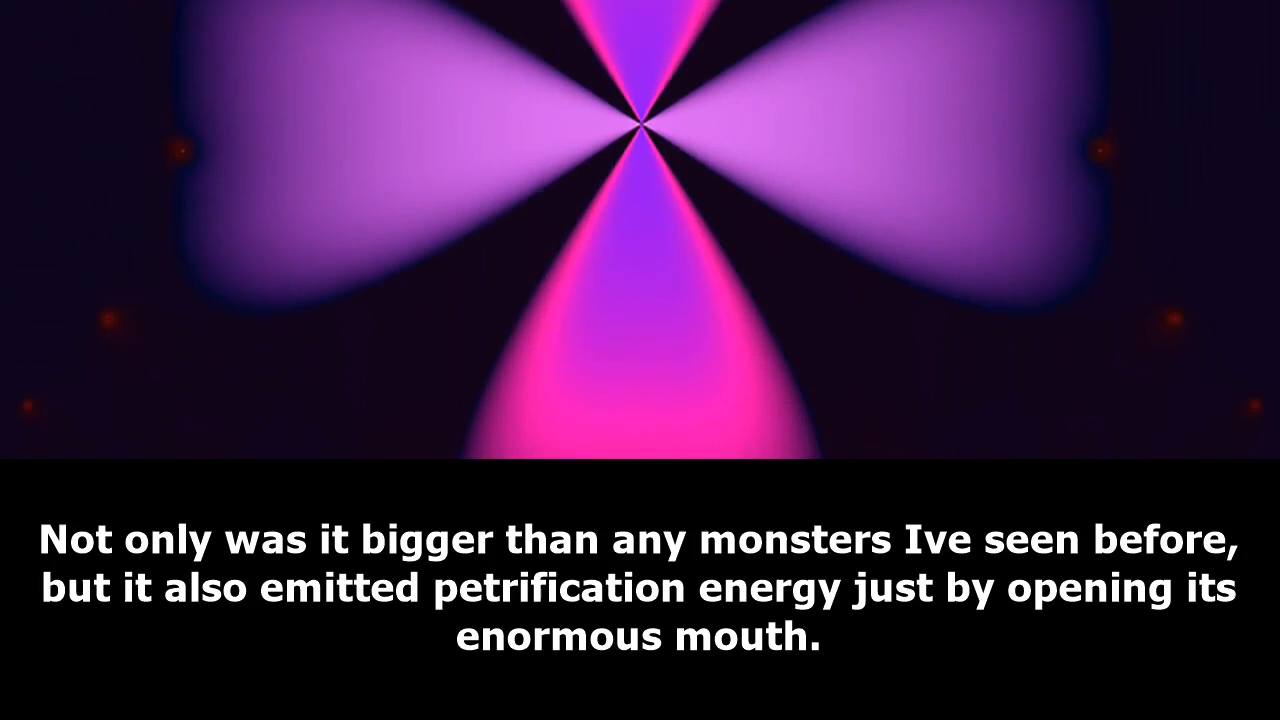 Not only was it bigger than any monsters Ive seen before,
but it also emitted petrification energy just by opening its
enormous mouth.